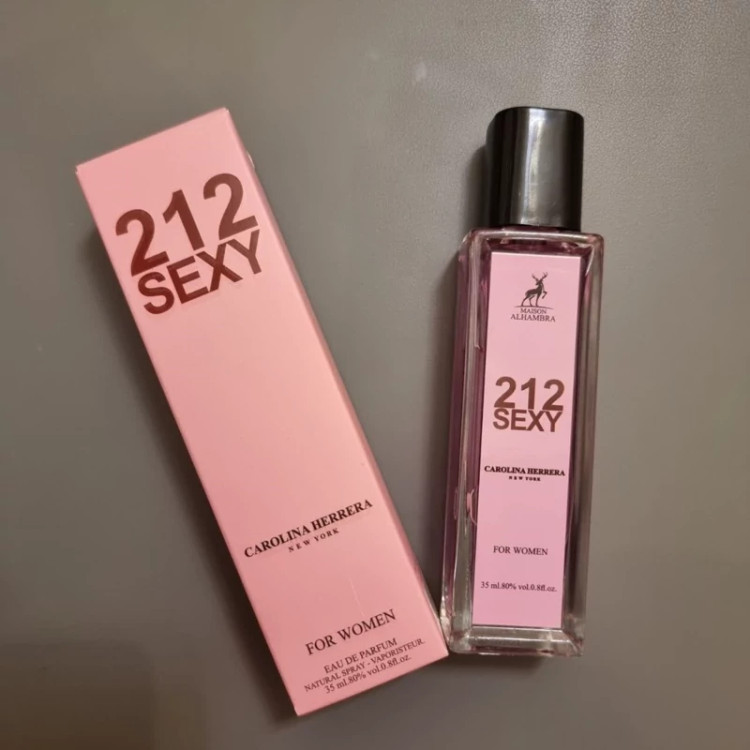 212
SEXY
CAROLINA HERRERA
NEW YORK
FOR WOMEN
EAU DE PARFUM
NATURAL SPRAY - VAPORISTEUR.
35 ml.80% vol.0.8fl.oz.
MAISON
ALHAMBRA
212
SEXY
CAROLINA HERRERA
NEW YORK
FOR WOMEN
35 ml.80% vol.0.8fl.oz.